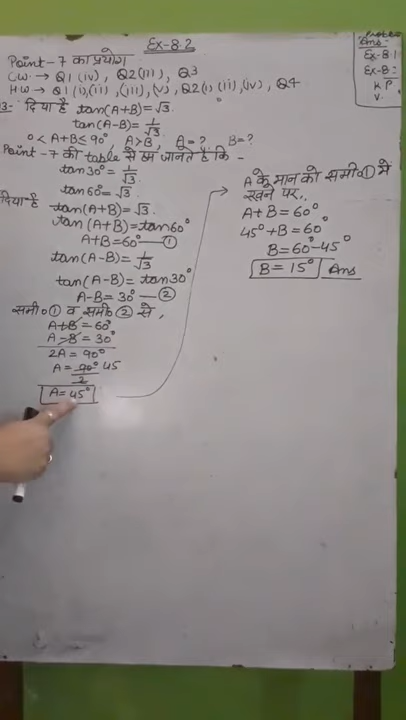 Ex-8.2
Point-7 का प्रयोग
CW. → Q1(iv), Q2(iii), Q3
HW → Q1(i),(ii),(iii),(v), Q2(i)(ii),(iv), Q4
Ans-
Ex-8.1
Ex-8.
3- दिया है tan(A+B)=√3
tan(A-B)= 1/√3
0<A+B≤90° A>B, A=? B=?
Point-7 की table से हम जानते है कि -
tan30°= 1/√3
tan60°=√3
दिया है tan(A+B)=√3
tan(A+B)=tan60°
A+B=60° —①
tan(A-B)= 1/√3
tan(A-B)= tan30°
A-B= 30° —②
समी० ① व समी० ② से,
A+B = 60°
A-B = 30°
2A = 90°
A= 90° 45
2
A=45°
A के मान को समी० ① मे
रखने पर,
A+B=60°
45°+B=60°
B=60°-45°
B=15° Ans